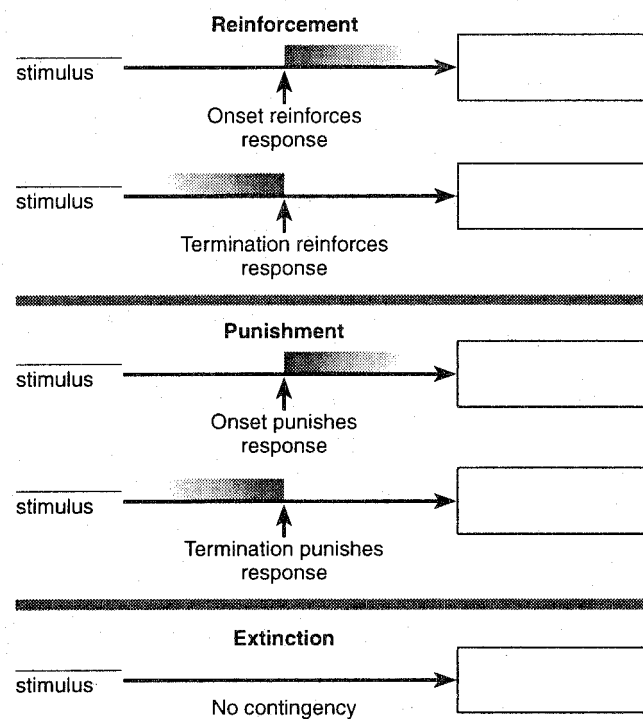 Reinforcement
stimulus
Onset reinforces
response
stimulus
Termination reinforces
response
Punishment
stimulus
Onset punishes
response
stimulus
Termination punishes
response
Extinction
stimulus
No contingency